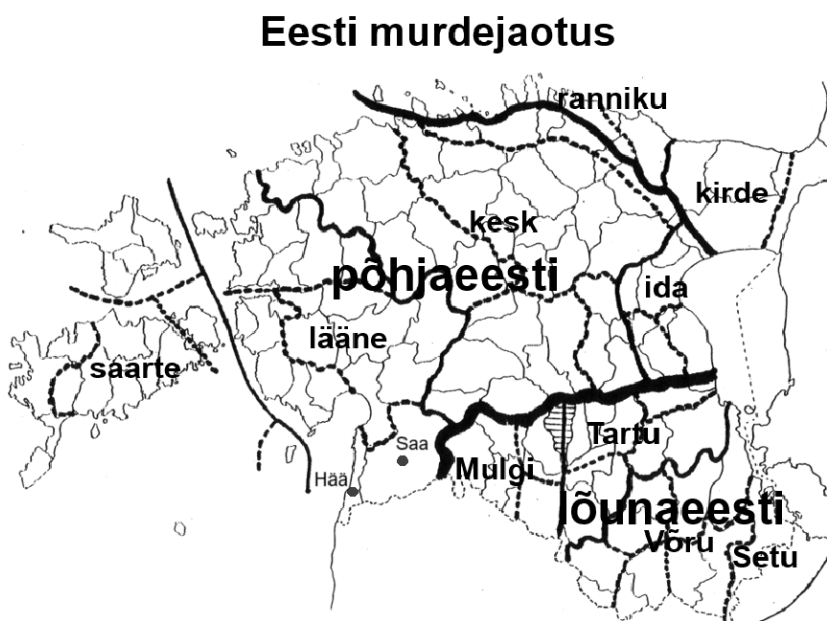 Eesti murdejaotus
ranniku
kirde
kesk
põhjaeesti
ida
lääne
saarte
Saa
Tartu
Mulgi
Hää
lõunaeesti
Võru
Setu